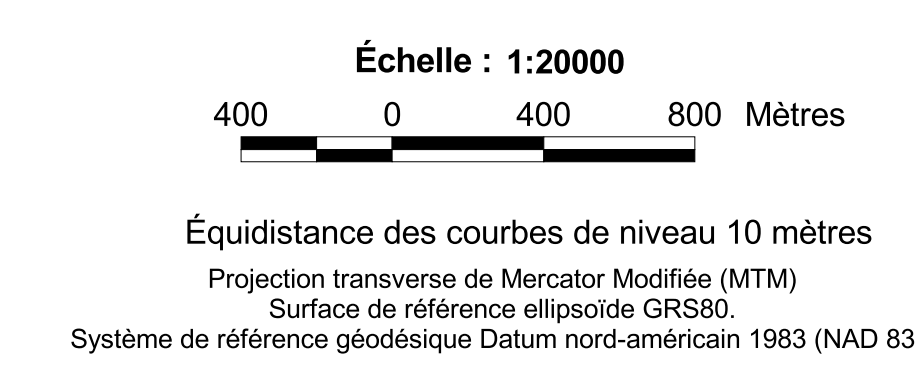 Échelle : 1:20000
400 0 400 800 Mètres
Équidistance des courbes de niveau 10 mètres
Projection transverse de Mercator Modifiée (MTM)
Surface de référence ellipsoïde GRS80.
Système de référence géodésique Datum nord-américain 1983 (NAD 83